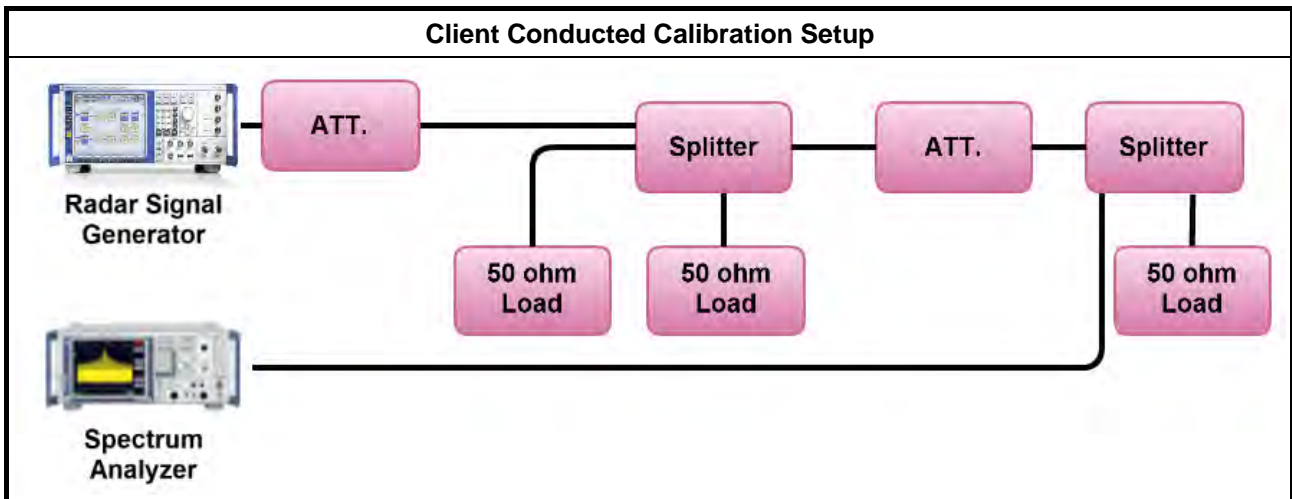 Client Conducted Calibration Setup
ATT.
Splitter
ATT.
Splitter
Radar Signal
Generator
50 ohm
Load
50 ohm
Load
50 ohm
Load
Spectrum
Analyzer